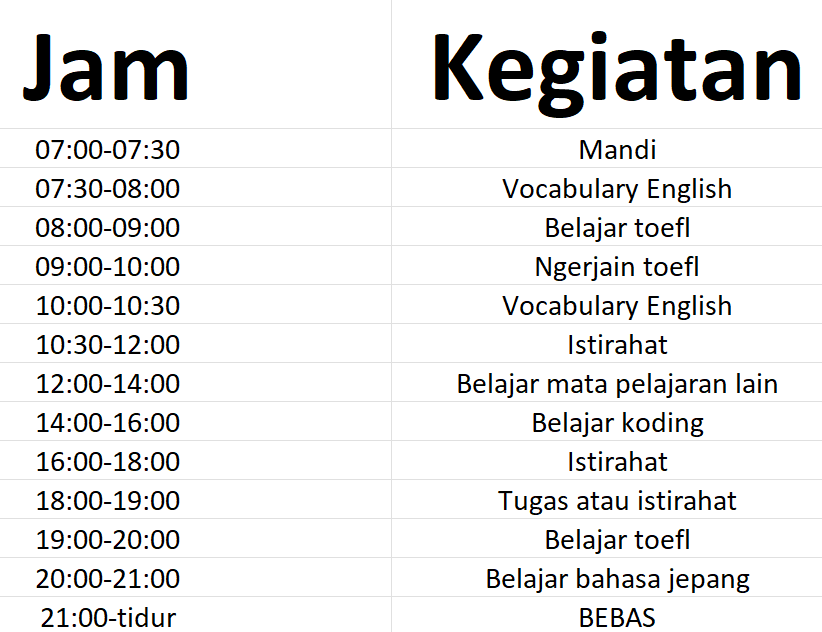 Jam Kegiatan
07:00-07:30 Mandi
07:30-08:00 Vocabulary English
08:00-09:00 Belajar toefl
09:00-10:00 Ngerjain toefl
10:00-10:30 Vocabulary English
10:30-12:00 Istirahat
12:00-14:00 Belajar mata pelajaran lain
14:00-16:00 Belajar koding
16:00-18:00 Istirahat
18:00-19:00 Tugas atau istirahat
19:00-20:00 Belajar toefl
20:00-21:00 Belajar bahasa jepang
21:00-tidur BEBAS